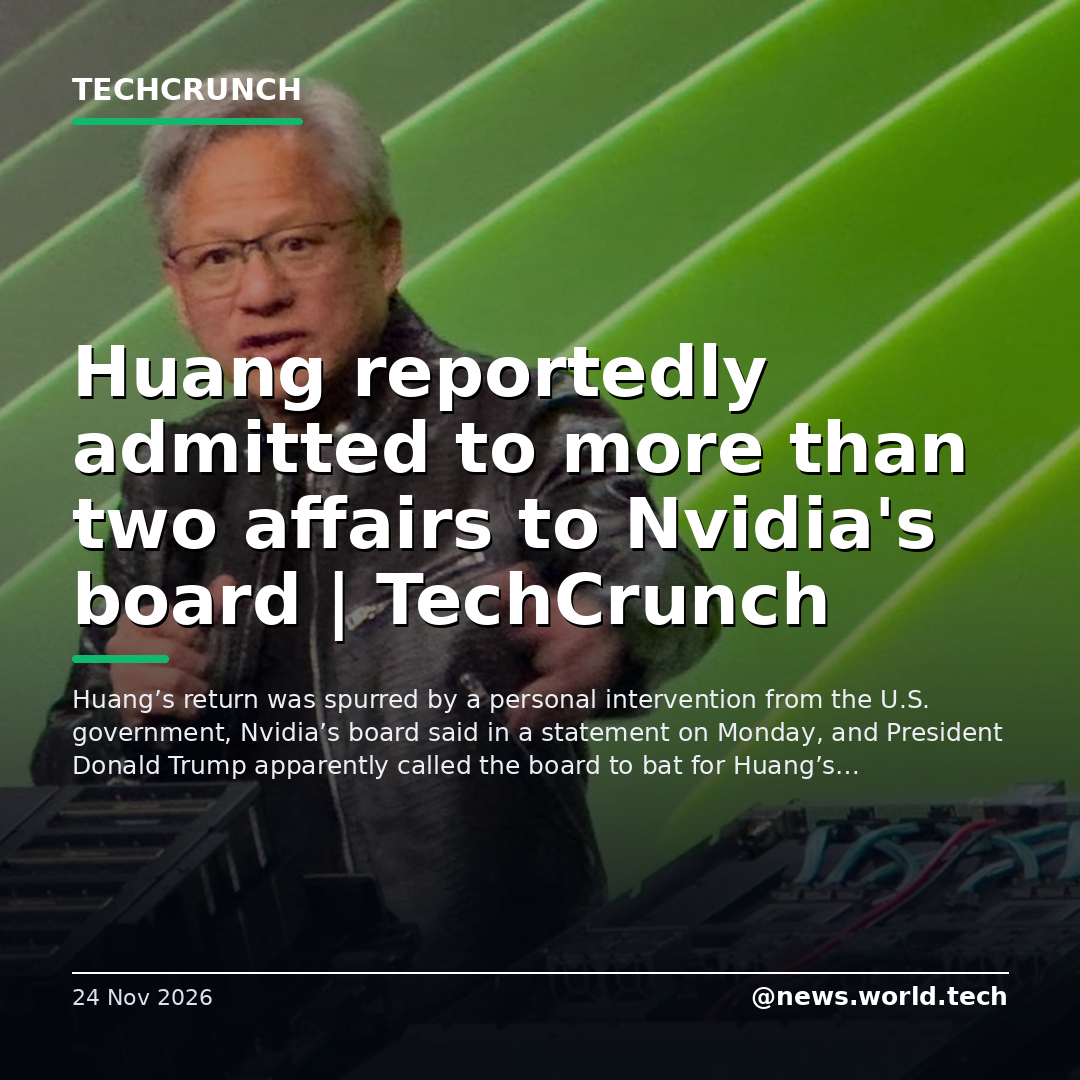 TECHCRUNCH
Huang reportedly
admitted to more than
two affairs to Nvidia's
board | TechCrunch
Huang’s return was spurred by a personal intervention from the U.S.
government, Nvidia’s board said in a statement on Monday, and President
Donald Trump apparently called the board to bat for Huang’s…
24 Nov 2026
@news.world.tech